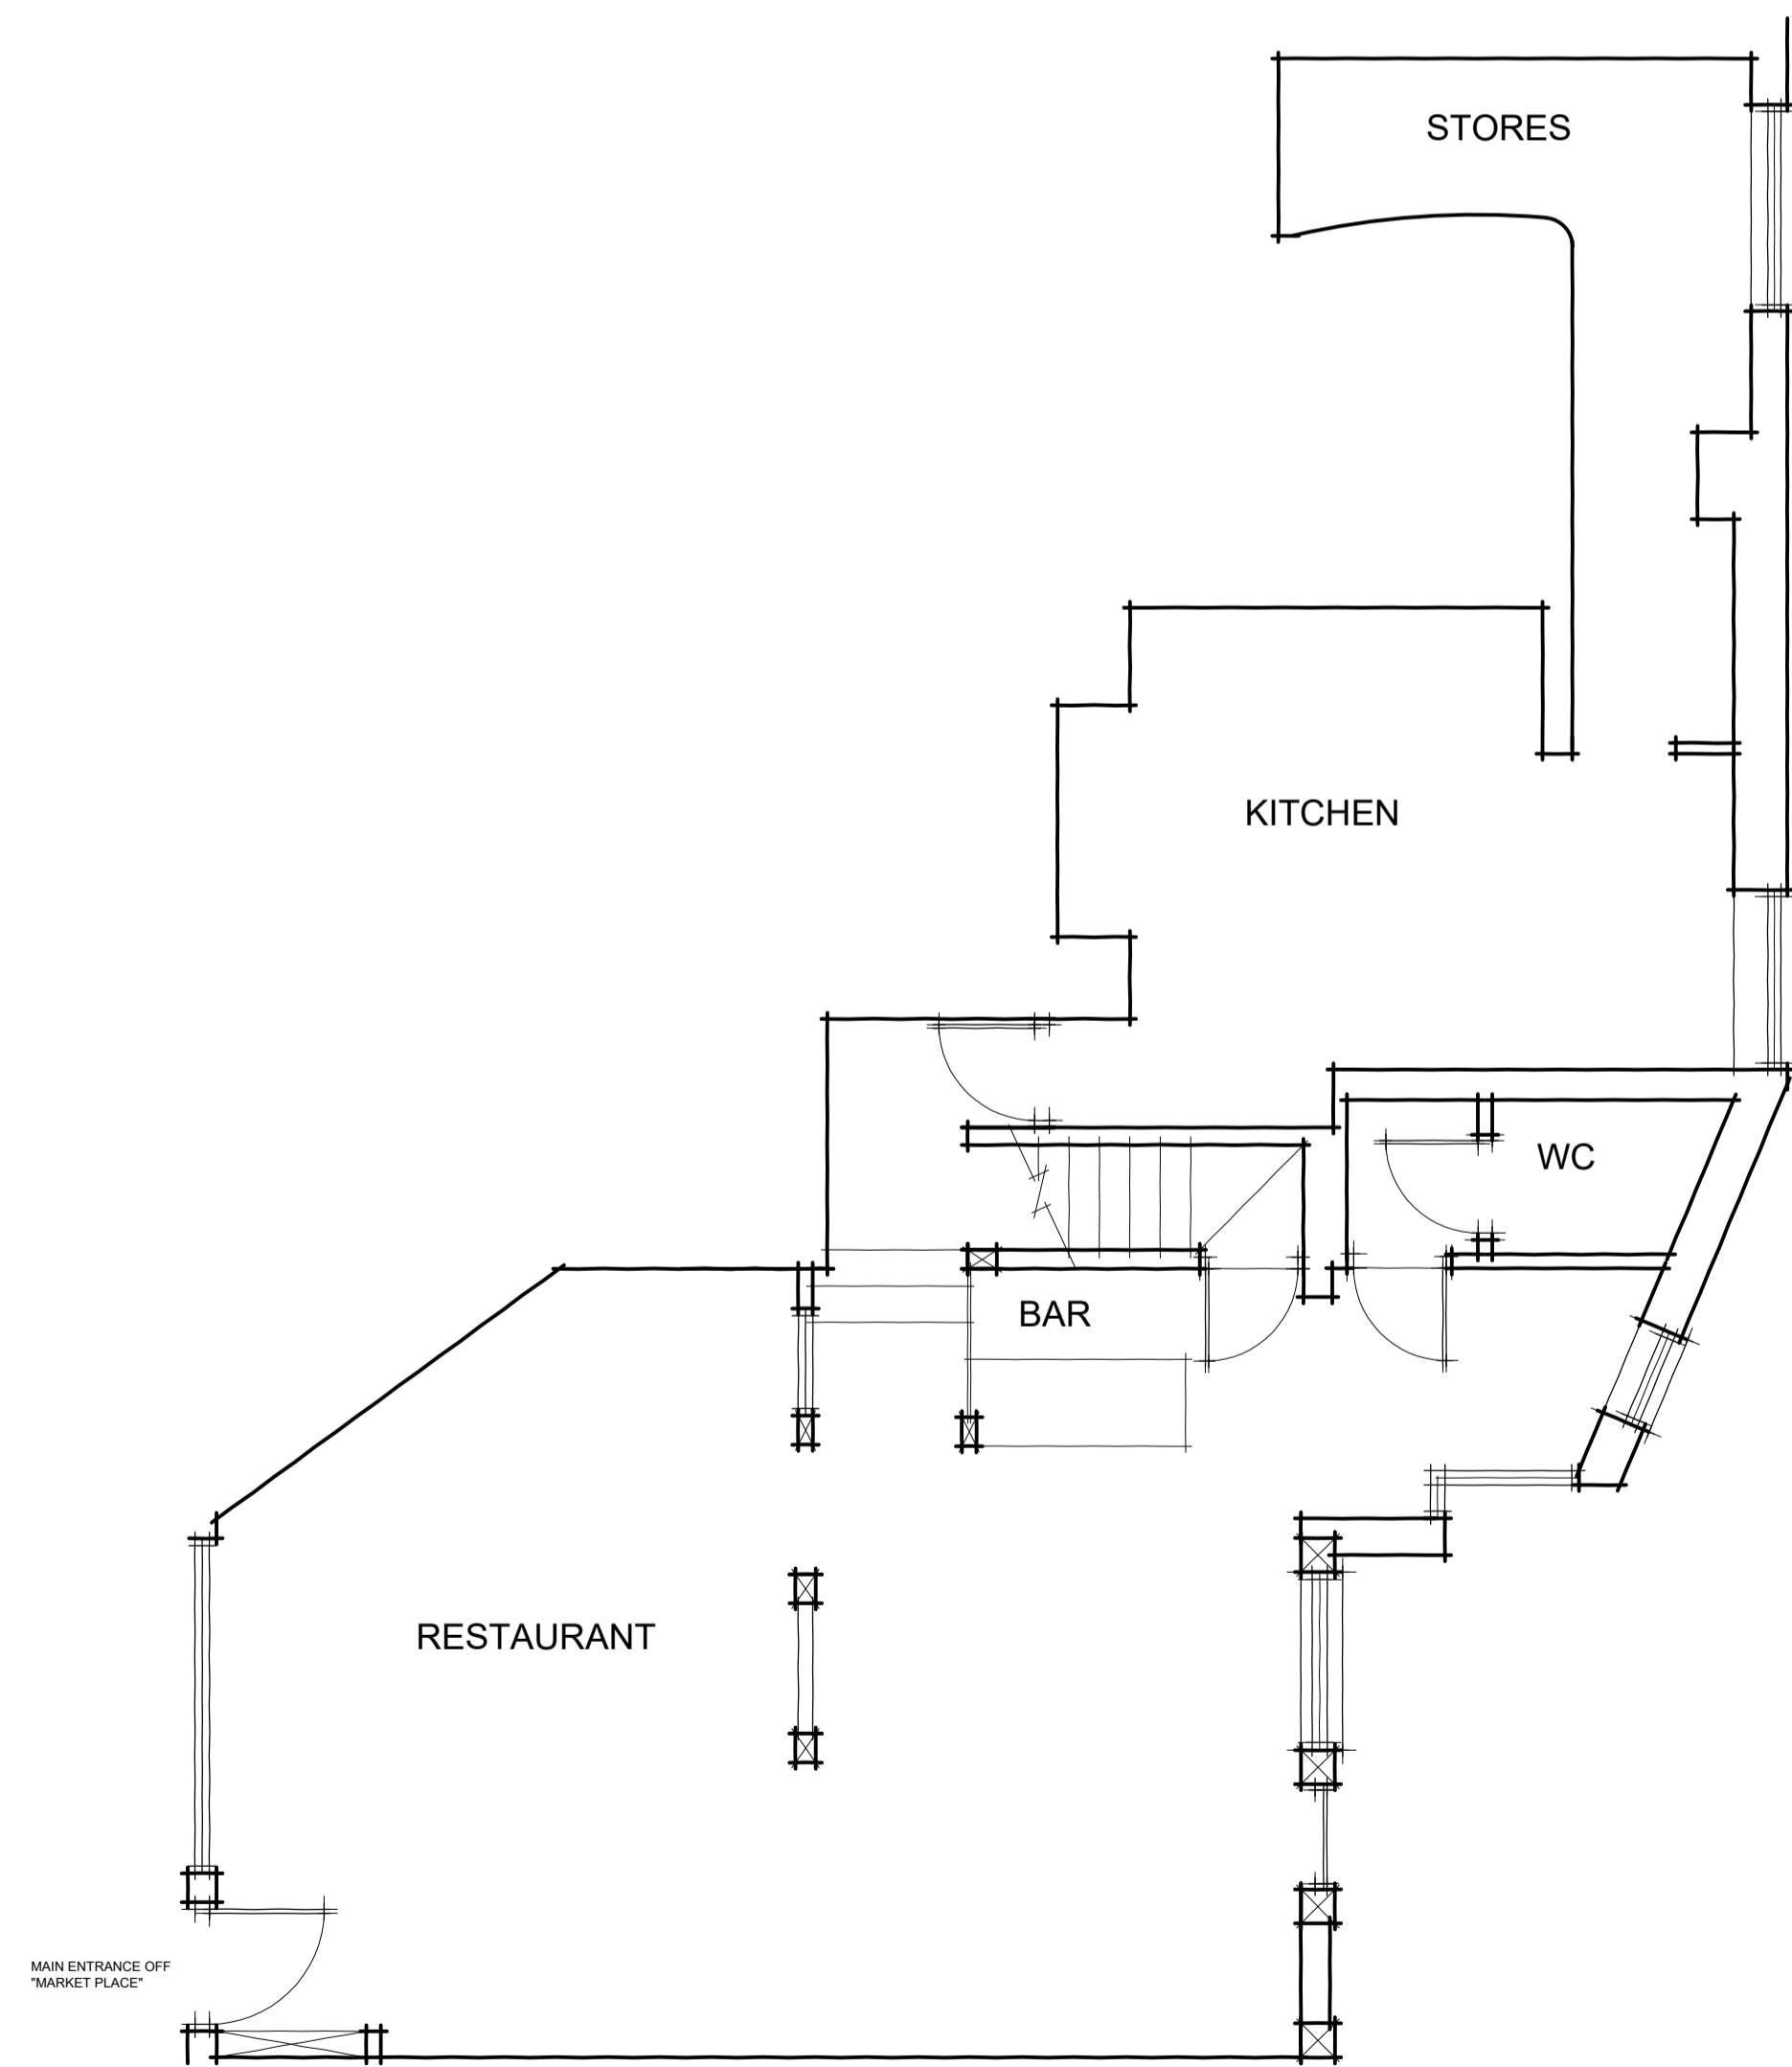 STORES
KITCHEN
WC
BAR
RESTAURANT
MAIN ENTRANCE OFF
"MARKET PLACE"